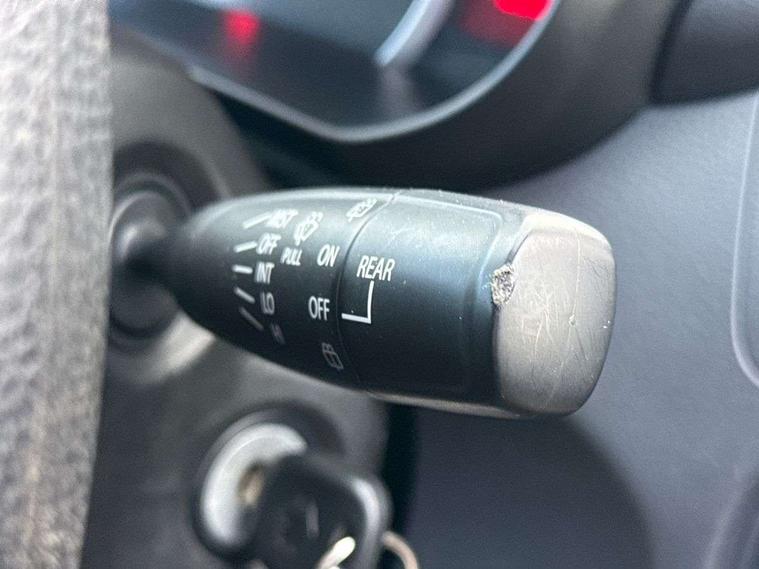 MIST
OFF
PULL
INT
LO
HI
ON
OFF
REAR